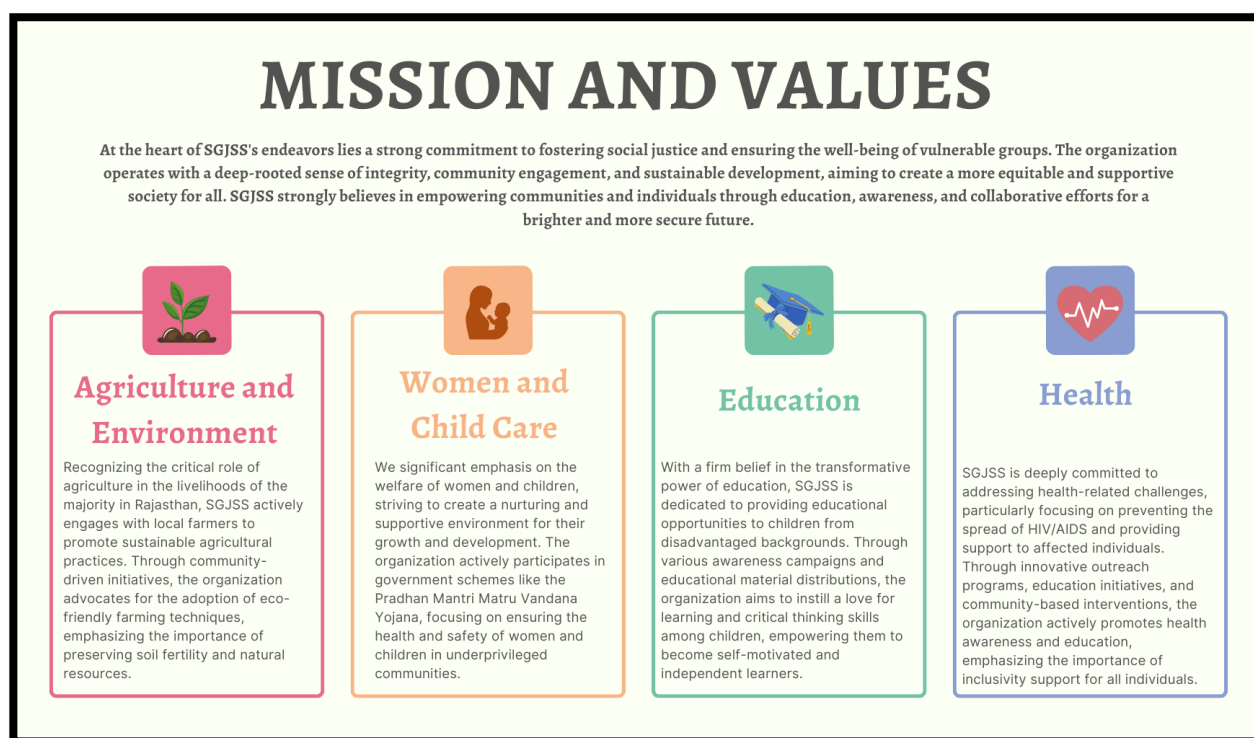 MISSION AND VALUES
At the heart of SGJSS's endeavors lies a strong commitment to fostering social justice and ensuring the well-being of vulnerable groups. The organization
operates with a deep-rooted sense of integrity, community engagement, and sustainable development, aiming to create a more equitable and supportive
society for all. SGJSS strongly believes in empowering communities and individuals through education, awareness, and collaborative efforts for a
brighter and more secure future.
Agriculture and
Environment
Recognizing the critical role of
agriculture in the livelihoods of the
majority in Rajasthan, SGJSS actively
engages with local farmers to
promote sustainable agricultural
practices. Through community-
driven initiatives, the organization
advocates for the adoption of eco-
friendly farming techniques,
emphasizing the importance of
preserving soil fertility and natural
resources.
Women and
Child Care
We significant emphasis on the
welfare of women and children,
striving to create a nurturing and
supportive environment for their
growth and development. The
organization actively participates in
government schemes like the
Pradhan Mantri Matru Vandana
Yojana, focusing on ensuring the
health and safety of women and
children in underprivileged
communities.
Education
With a firm belief in the transformative
power of education, SGJSS is
dedicated to providing educational
opportunities to children from
disadvantaged backgrounds. Through
various awareness campaigns and
educational material distributions, the
organization aims to instill a love for
learning and critical thinking skills
among children, empowering them to
become self-motivated and
independent learners.
Health
SGJSS is deeply committed to
addressing health-related challenges,
particularly focusing on preventing the
spread of HIV/AIDS and providing
support to affected individuals.
Through innovative outreach
programs, education initiatives, and
community-based interventions, the
organization actively promotes health
awareness and education,
emphasizing the importance of
inclusivity support for all individuals.